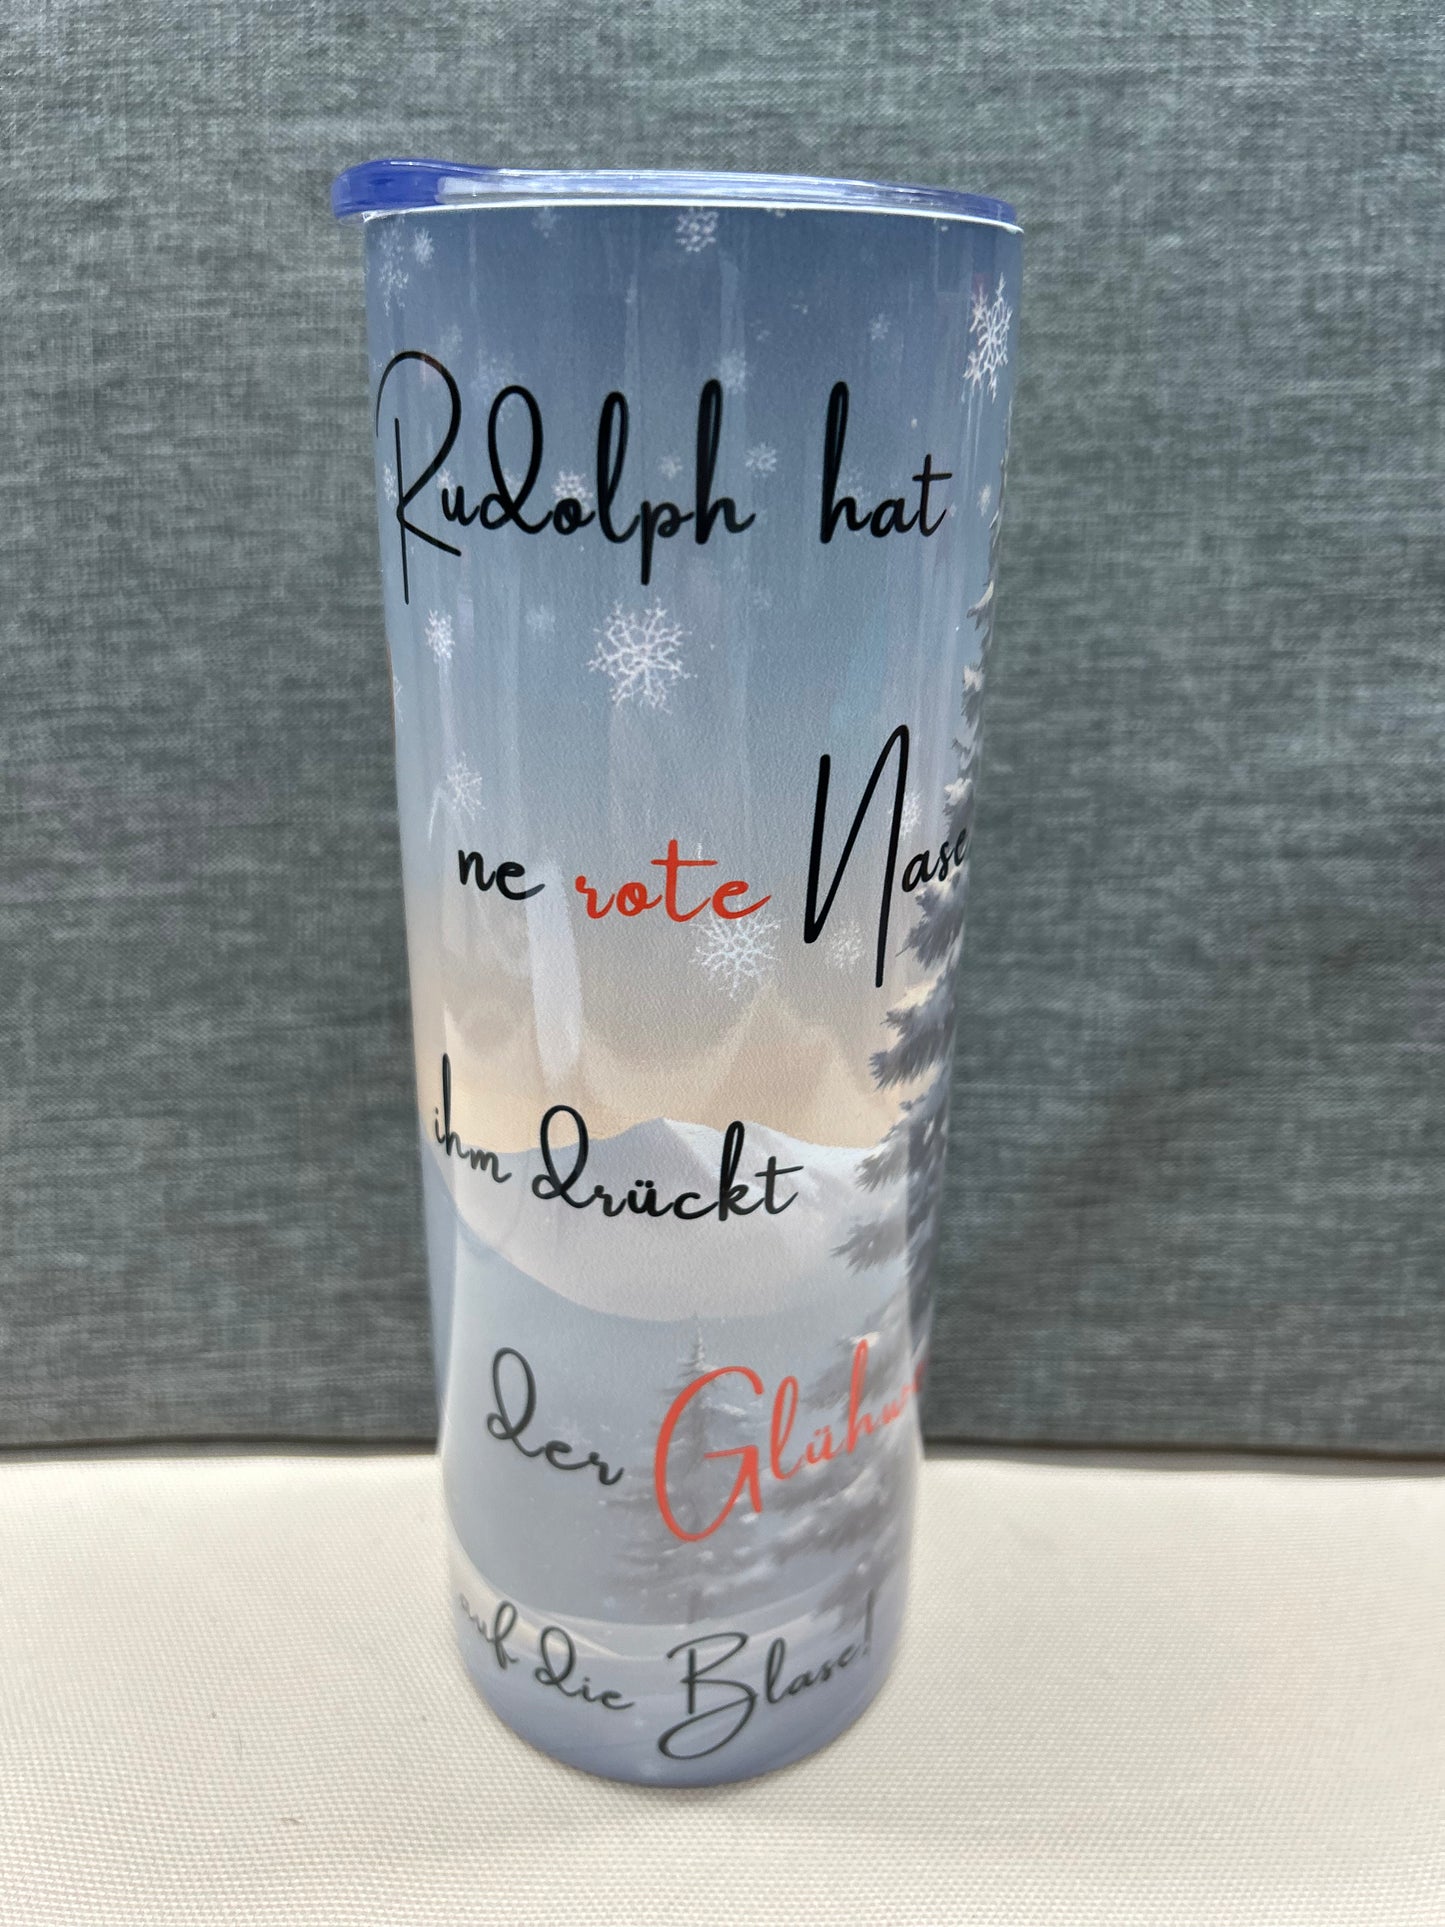 Rudolph hat
ne rote Nase
ihm drückt
der
auf die Blase!